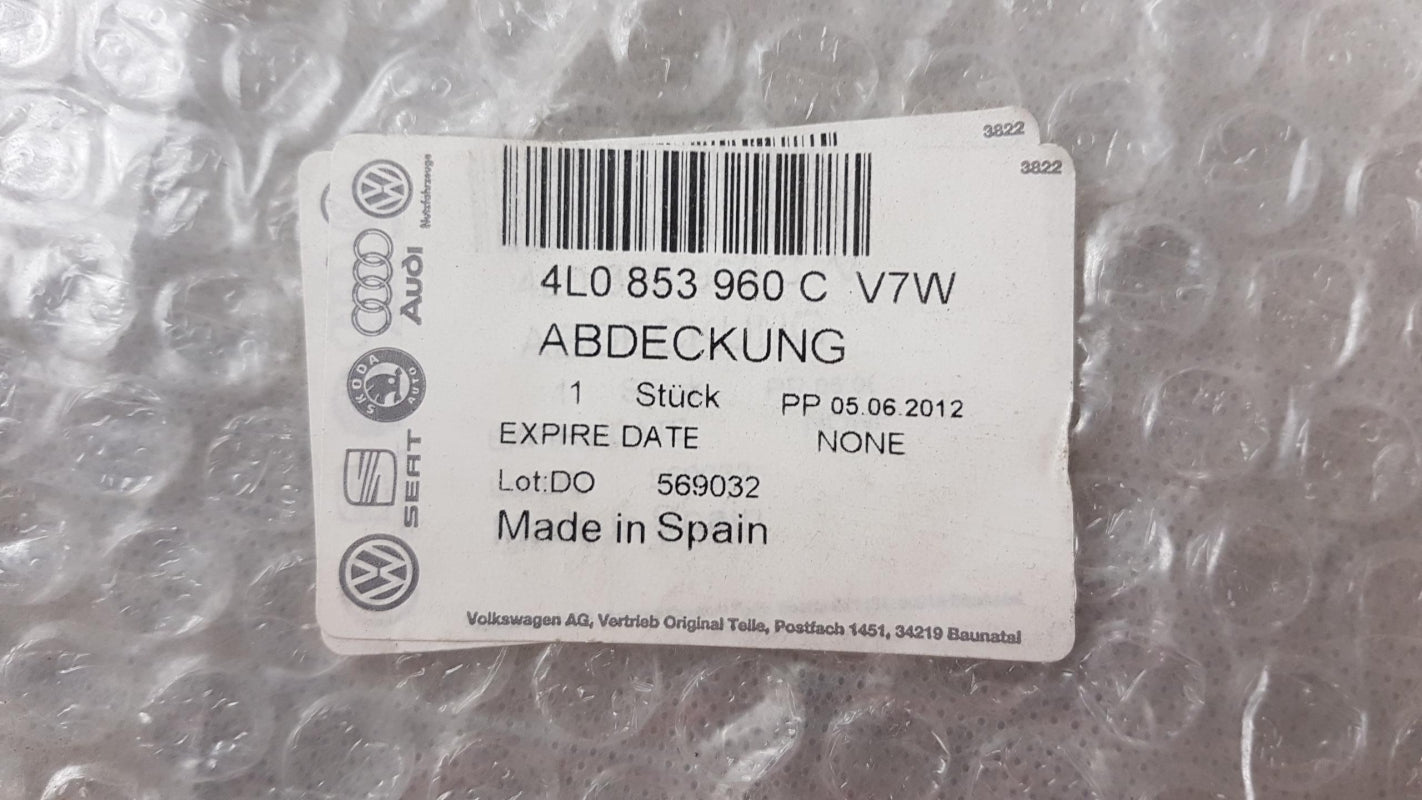 3822
3822
Nutzfahrzeuge
Audi
ŠKODA AUTO
SEAT
4L0 853 960 C V7W
ABDECKUNG
1 Stück PP 05.06.2012
EXPIRE DATE NONE
Lot:DO 569032
Made in Spain
Volkswagen AG, Vertrieb Original Teile, Postfach 1451, 34219 Baunatal